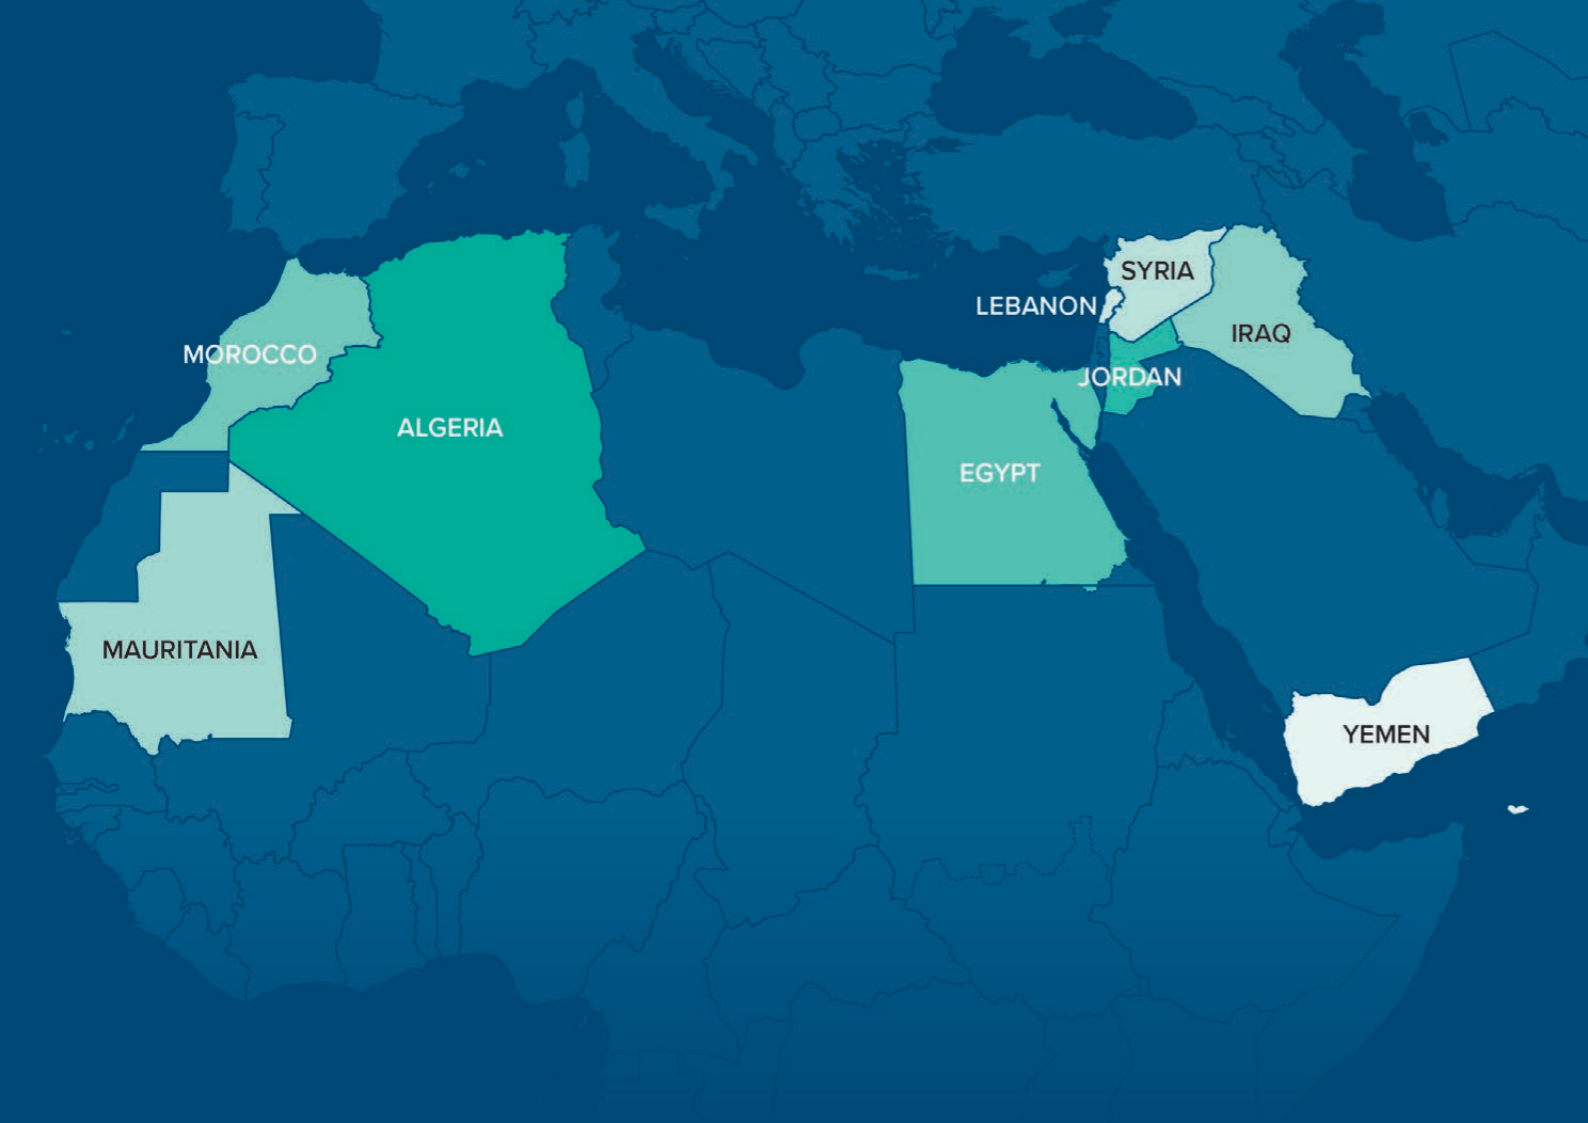 SYRIA
LEBANON
IRAQ
MOROCCO
JORDAN
ALGERIA
EGYPT
MAURITANIA
YEMEN